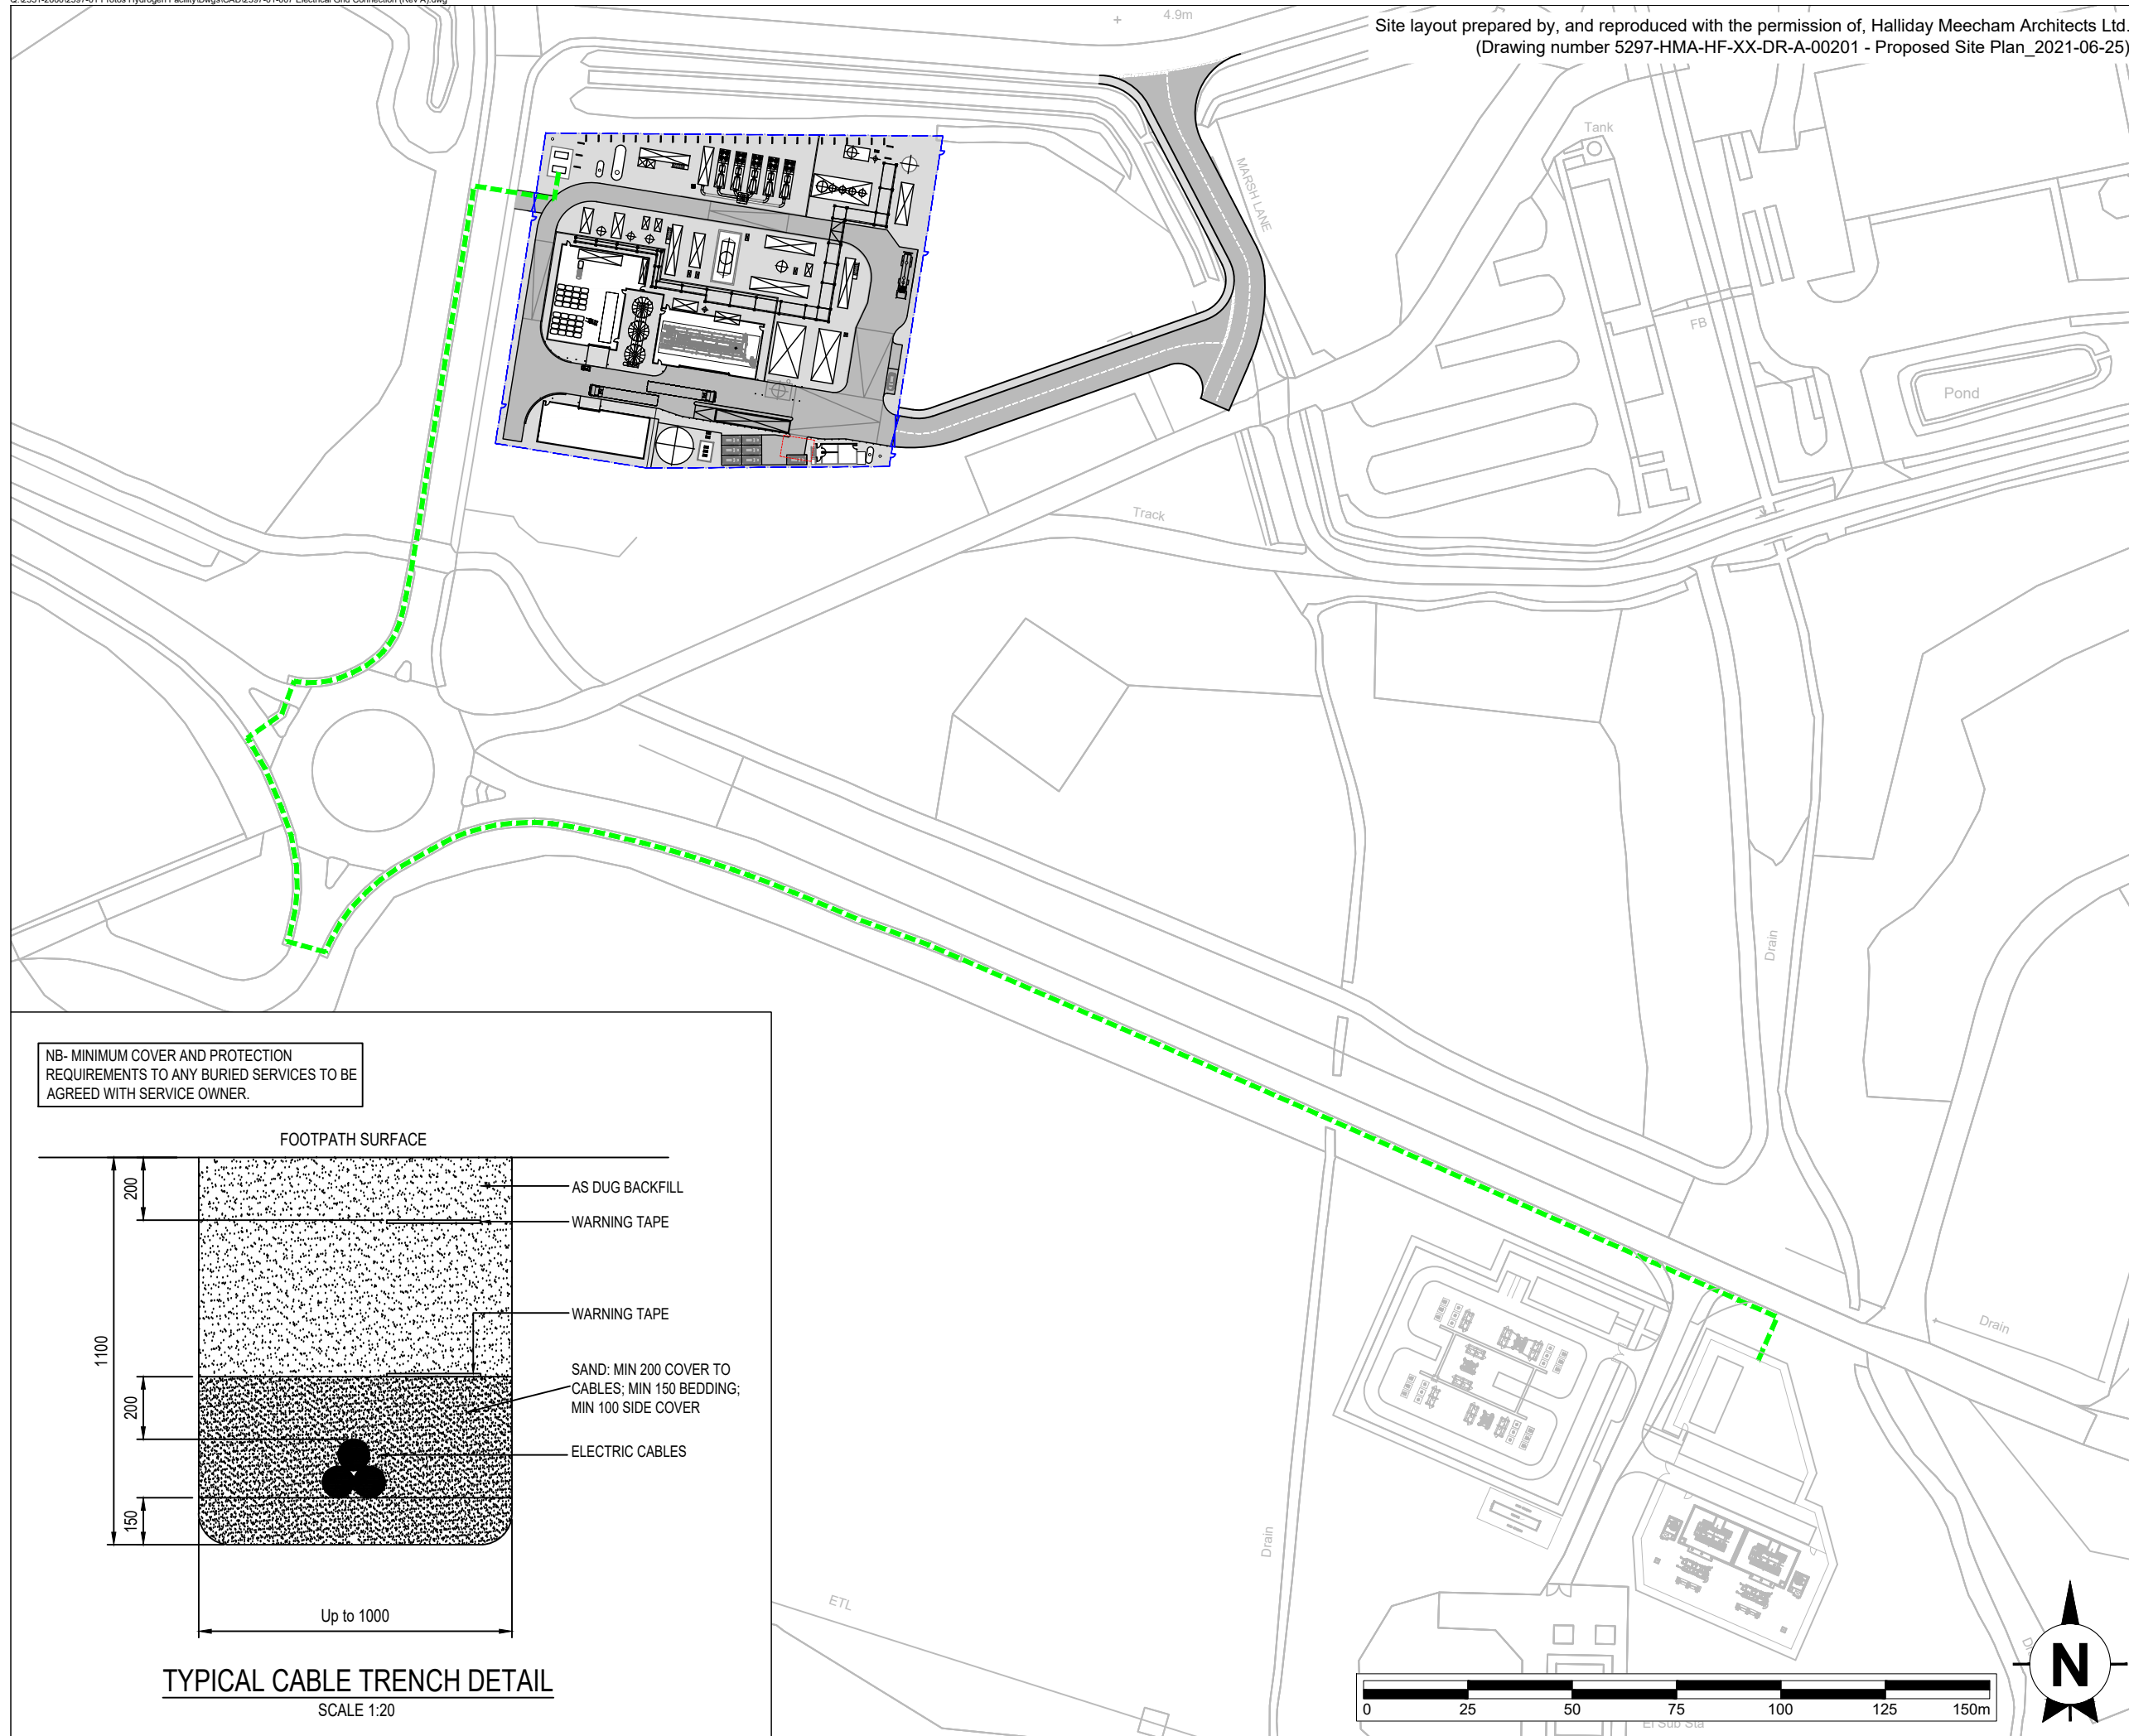 Site layout prepared by, and reproduced with the permission of, Halliday Meecham Architects Ltd.
(Drawing number 5297-HMA-HF-XX-DR-A-00201 - Proposed Site Plan_2021-06-25)
4.9m
Tank
MARSH LANE
FB
Pond
Track
Drain
Drain
Drain
ETL
El Sub Sta
NB- MINIMUM COVER AND PROTECTION
REQUIREMENTS TO ANY BURIED SERVICES TO BE
AGREED WITH SERVICE OWNER.
FOOTPATH SURFACE
200
AS DUG BACKFILL
WARNING TAPE
1100
WARNING TAPE
SAND: MIN 200 COVER TO
CABLES; MIN 150 BEDDING;
MIN 100 SIDE COVER
200
ELECTRIC CABLES
150
Up to 1000
TYPICAL CABLE TRENCH DETAIL
SCALE 1:20
0 25 50 75 100 125 150m
N